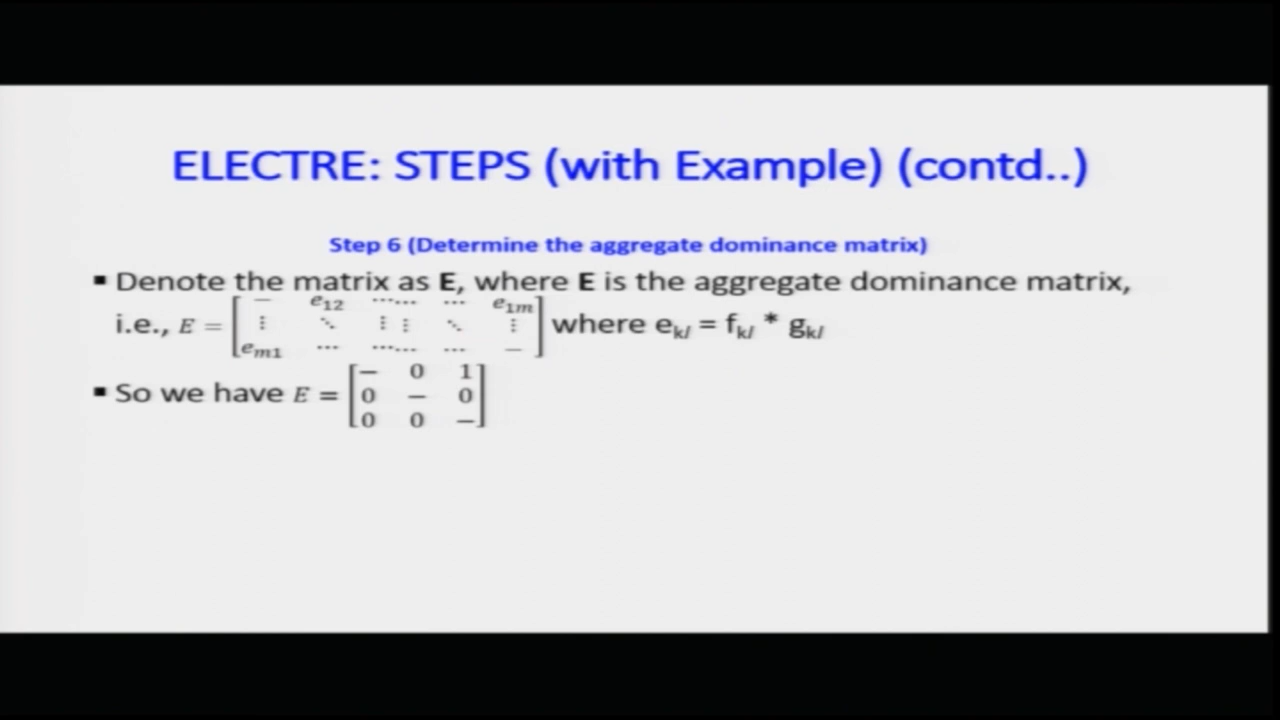 ELECTRE: STEPS (with Example) (contd..)
Step 6 (Determine the aggregate dominance matrix)
▪ Denote the matrix as E, where E is the aggregate dominance matrix,
i.e., E = [− e12 ...... ... e1m; ⋮ ⋱ ⋮ ⋮ ⋱ ⋮; em1 ... ...... ... −] where ekl = fkl * gkl
▪ So we have E = [− 0 1; 0 − 0; 0 0 −]